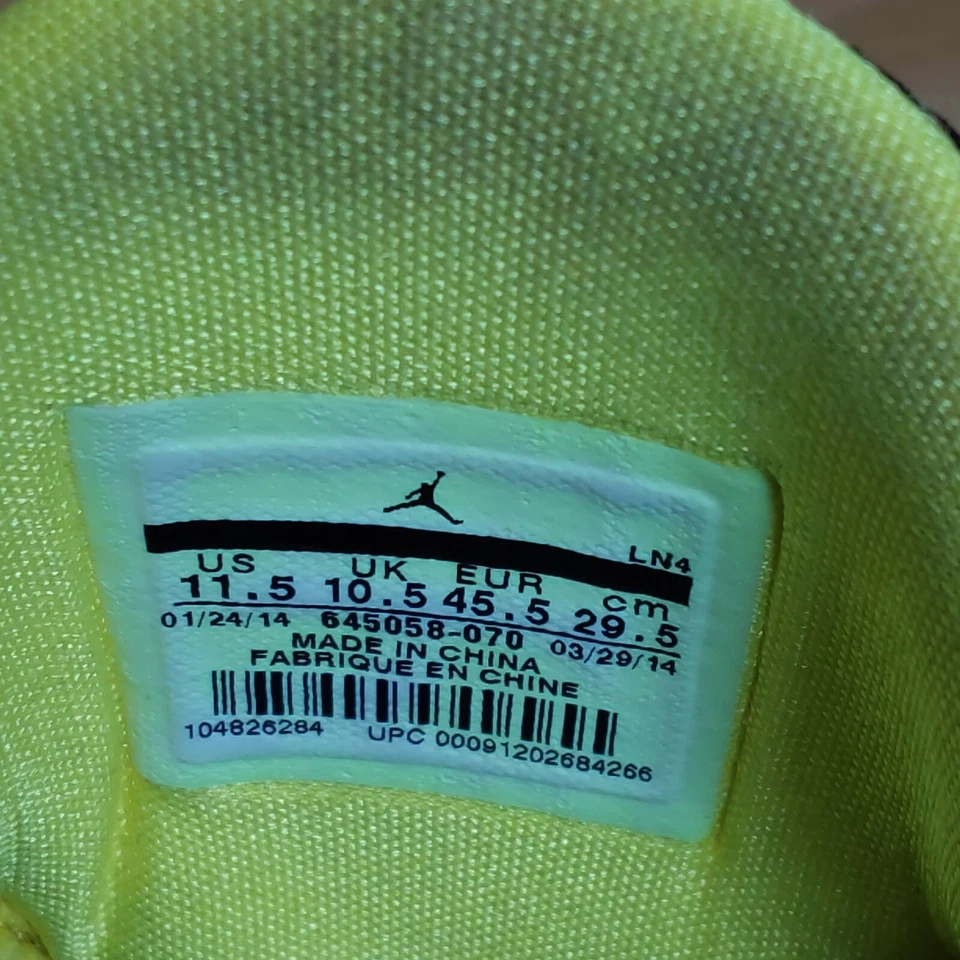 LN4
US UK EUR cm
11.5 10.5 45.5 29.5
01/24/14 645058-070 03/29/14
MADE IN CHINA
FABRIQUE EN CHINE
104826284 UPC 00091202684266